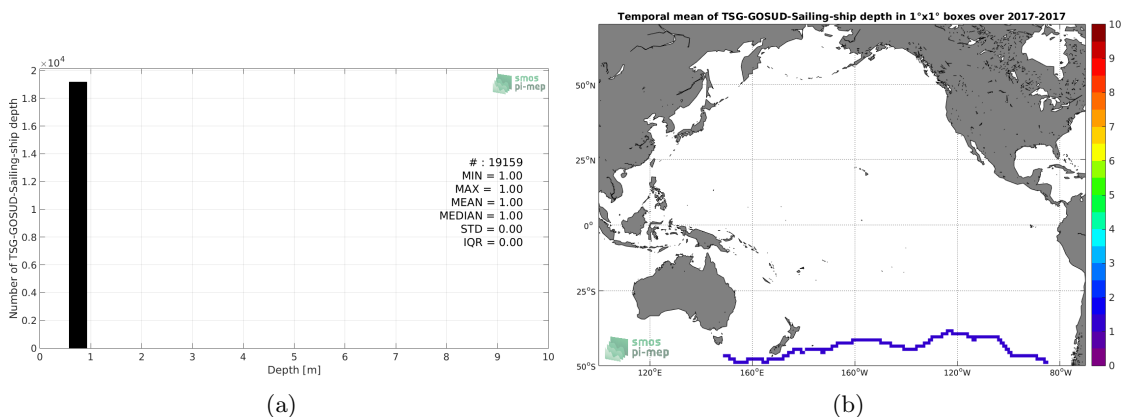 Number of TSG-GOSUD-Sailing-ship depth
×10⁴
2
1.8
1.6
1.4
1.2
1
0.8
0.6
0.4
0.2
0
0 1 2 3 4 5 6 7 8 9 10
Depth [m]
smos
pi-mep
# : 19159
MIN = 1.00
MAX = 1.00
MEAN = 1.00
MEDIAN = 1.00
STD = 0.00
IQR = 0.00
(a)
Temporal mean of TSG-GOSUD-Sailing-ship depth in 1°x1° boxes over 2017-2017
50°N
25°N
0°
25°S
50°S
120°E 160°E 160°W 120°W 80°W
smos
pi-mep
10
9
8
7
6
5
4
3
2
1
0
(b)